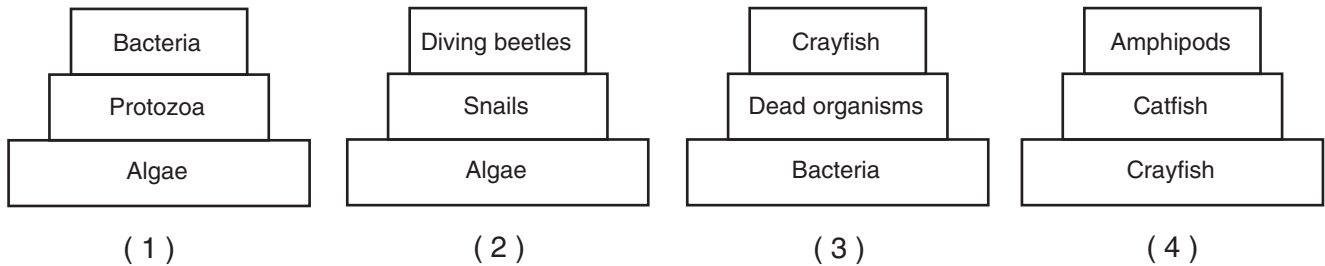 Bacteria
Protozoa
Algae
( 1 )
Diving beetles
Snails
Algae
( 2 )
Crayfish
Dead organisms
Bacteria
( 3 )
Amphipods
Catfish
Crayfish
( 4 )